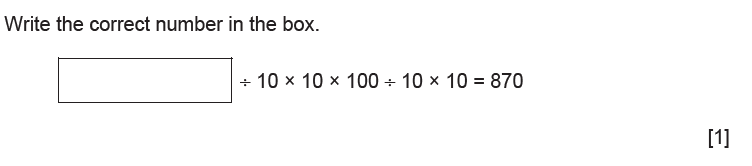 Write the correct number in the box.
÷ 10 × 10 × 100 ÷ 10 × 10 = 870
[1]